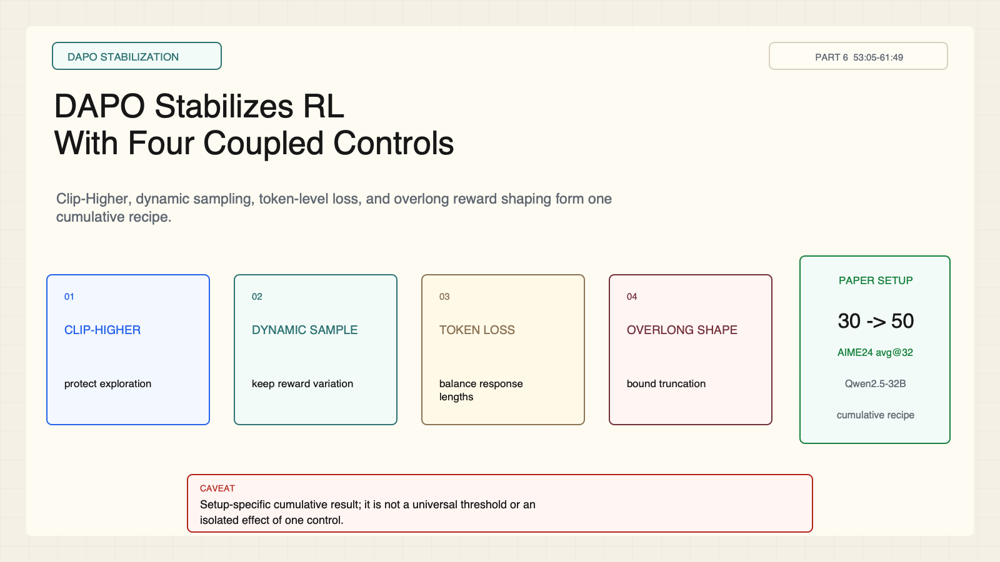 DAPO STABILIZATION
PART 6  53:05-61:49
DAPO Stabilizes RL
With Four Coupled Controls
Clip-Higher, dynamic sampling, token-level loss, and overlong reward shaping form one
cumulative recipe.
01
CLIP-HIGHER
protect exploration
02
DYNAMIC SAMPLE
keep reward variation
03
TOKEN LOSS
balance response
lengths
04
OVERLONG SHAPE
bound truncation
PAPER SETUP
30 -> 50
AIME24 avg@32
Qwen2.5-32B
cumulative recipe
CAVEAT
Setup-specific cumulative result; it is not a universal threshold or an
isolated effect of one control.